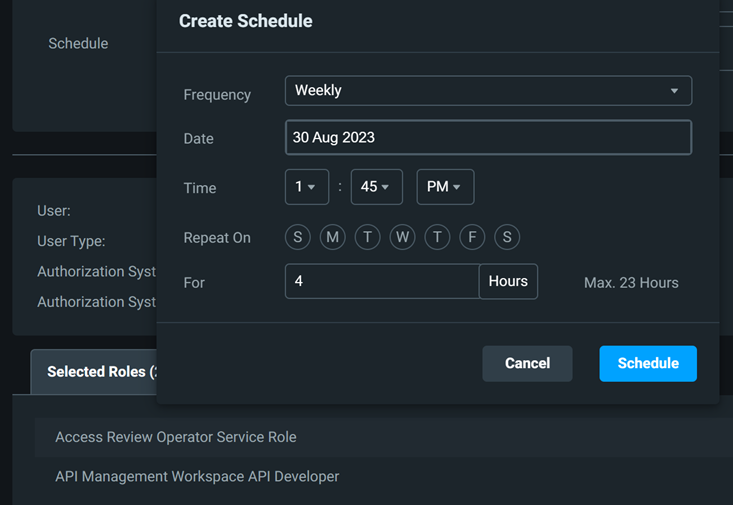 Create Schedule
Schedule
Frequency Weekly
Date 30 Aug 2023
Time 1 : 45 PM
Repeat On S M T W T F S
For 4 Hours Max. 23 Hours
Cancel Schedule
User:
User Type:
Authorization Syst
Authorization Syst
Selected Roles (2
Access Review Operator Service Role
API Management Workspace API Developer